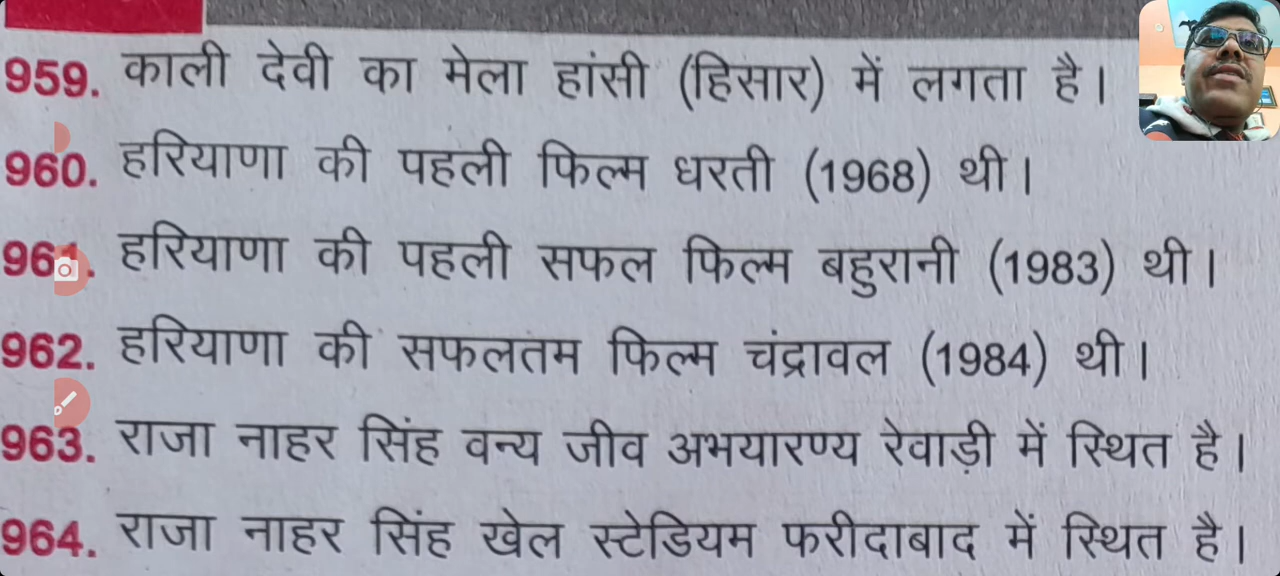 959. काली देवी का मेला हांसी (हिसार) में लगता है।
960. हरियाणा की पहली फिल्म धरती (1968) थी।
961. हरियाणा की पहली सफल फिल्म बहुरानी (1983) थी।
962. हरियाणा की सफलतम फिल्म चंद्रावल (1984) थी।
963. राजा नाहर सिंह वन्य जीव अभयारण्य रेवाड़ी में स्थित है।
964. राजा नाहर सिंह खेल स्टेडियम फरीदाबाद में स्थित है।